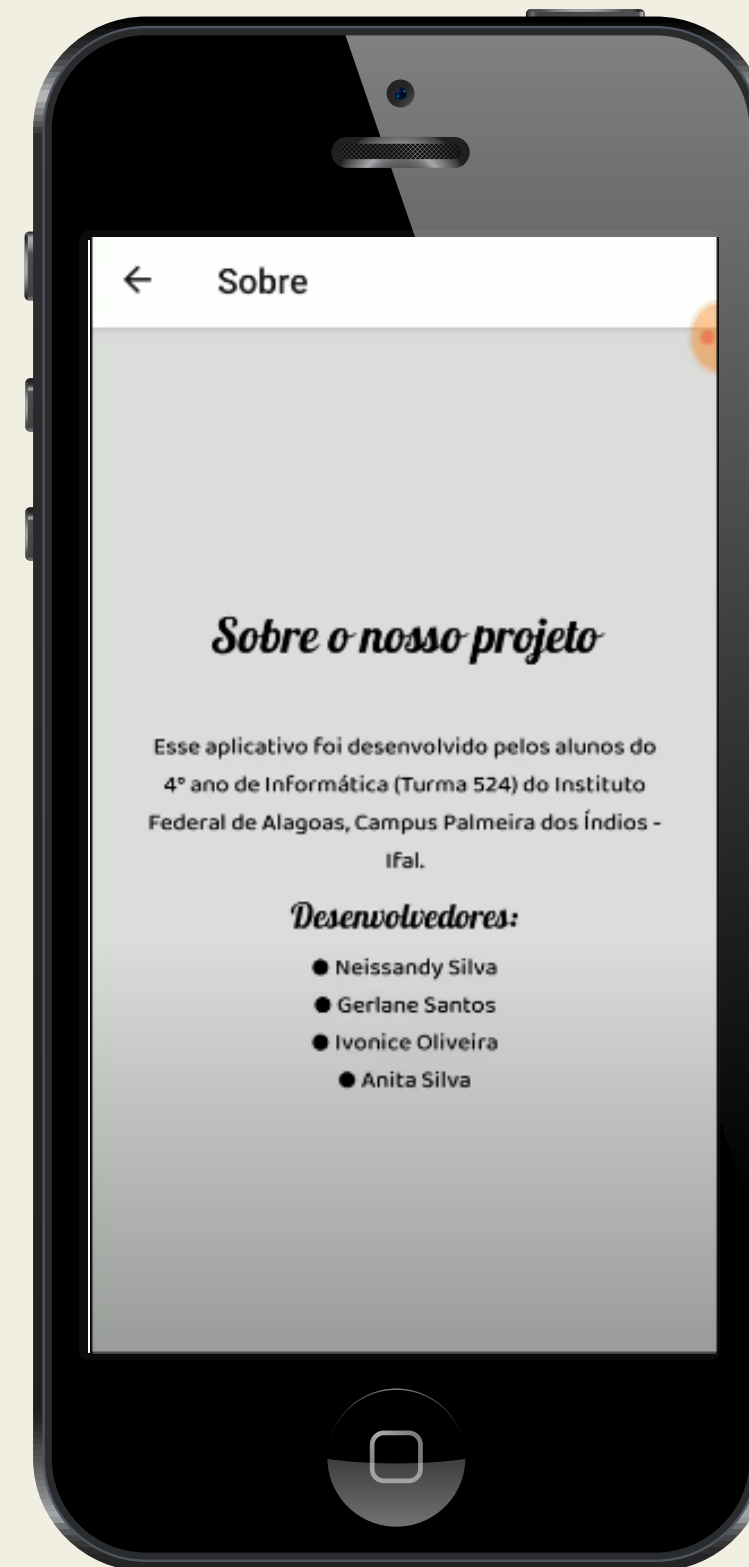 Sobre
Sobre o nosso projeto
Esse aplicativo foi desenvolvido pelos alunos do
4º ano de Informática (Turma 524) do Instituto
Federal de Alagoas, Campus Palmeira dos Índios -
Ifal.
Desenvolvedores:
● Neissandy Silva
● Gerlane Santos
● Ivonice Oliveira
● Anita Silva